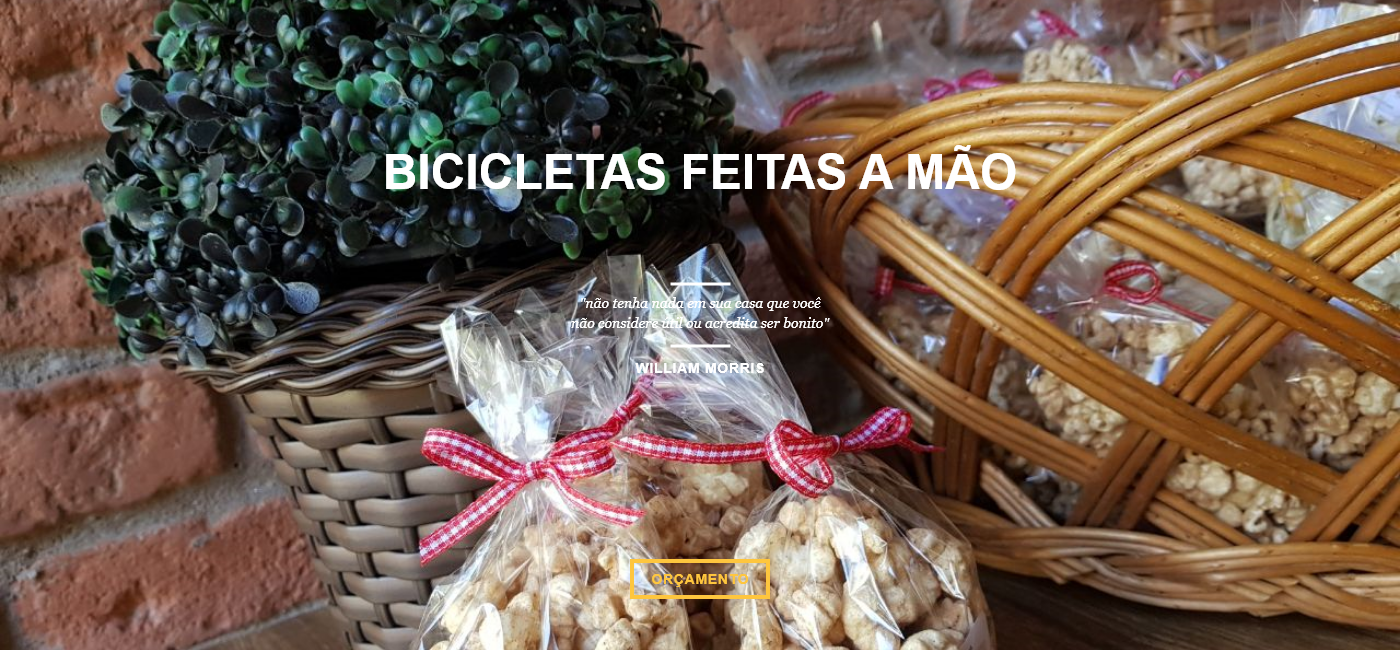 BICICLETAS FEITAS A MÃO
"não tenha nada em sua casa que você
não considere útil ou acredita ser bonito"
WILLIAM MORRIS
ORÇAMENTO